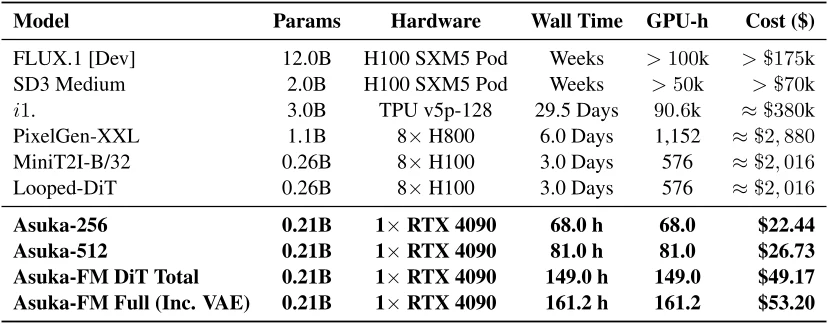 Model Params Hardware Wall Time GPU-h Cost ($)
FLUX.1 [Dev] 12.0B H100 SXM5 Pod Weeks > 100k > $175k
SD3 Medium 2.0B H100 SXM5 Pod Weeks > 50k > $70k
i1. 3.0B TPU v5p-128 29.5 Days 90.6k ≈ $380k
PixelGen-XXL 1.1B 8× H800 6.0 Days 1,152 ≈ $2,880
MiniT2I-B/32 0.26B 8× H100 3.0 Days 576 ≈ $2,016
Looped-DiT 0.26B 8× H100 3.0 Days 576 ≈ $2,016
Asuka-256 0.21B 1× RTX 4090 68.0 h 68.0 $22.44
Asuka-512 0.21B 1× RTX 4090 81.0 h 81.0 $26.73
Asuka-FM DiT Total 0.21B 1× RTX 4090 149.0 h 149.0 $49.17
Asuka-FM Full (Inc. VAE) 0.21B 1× RTX 4090 161.2 h 161.2 $53.20